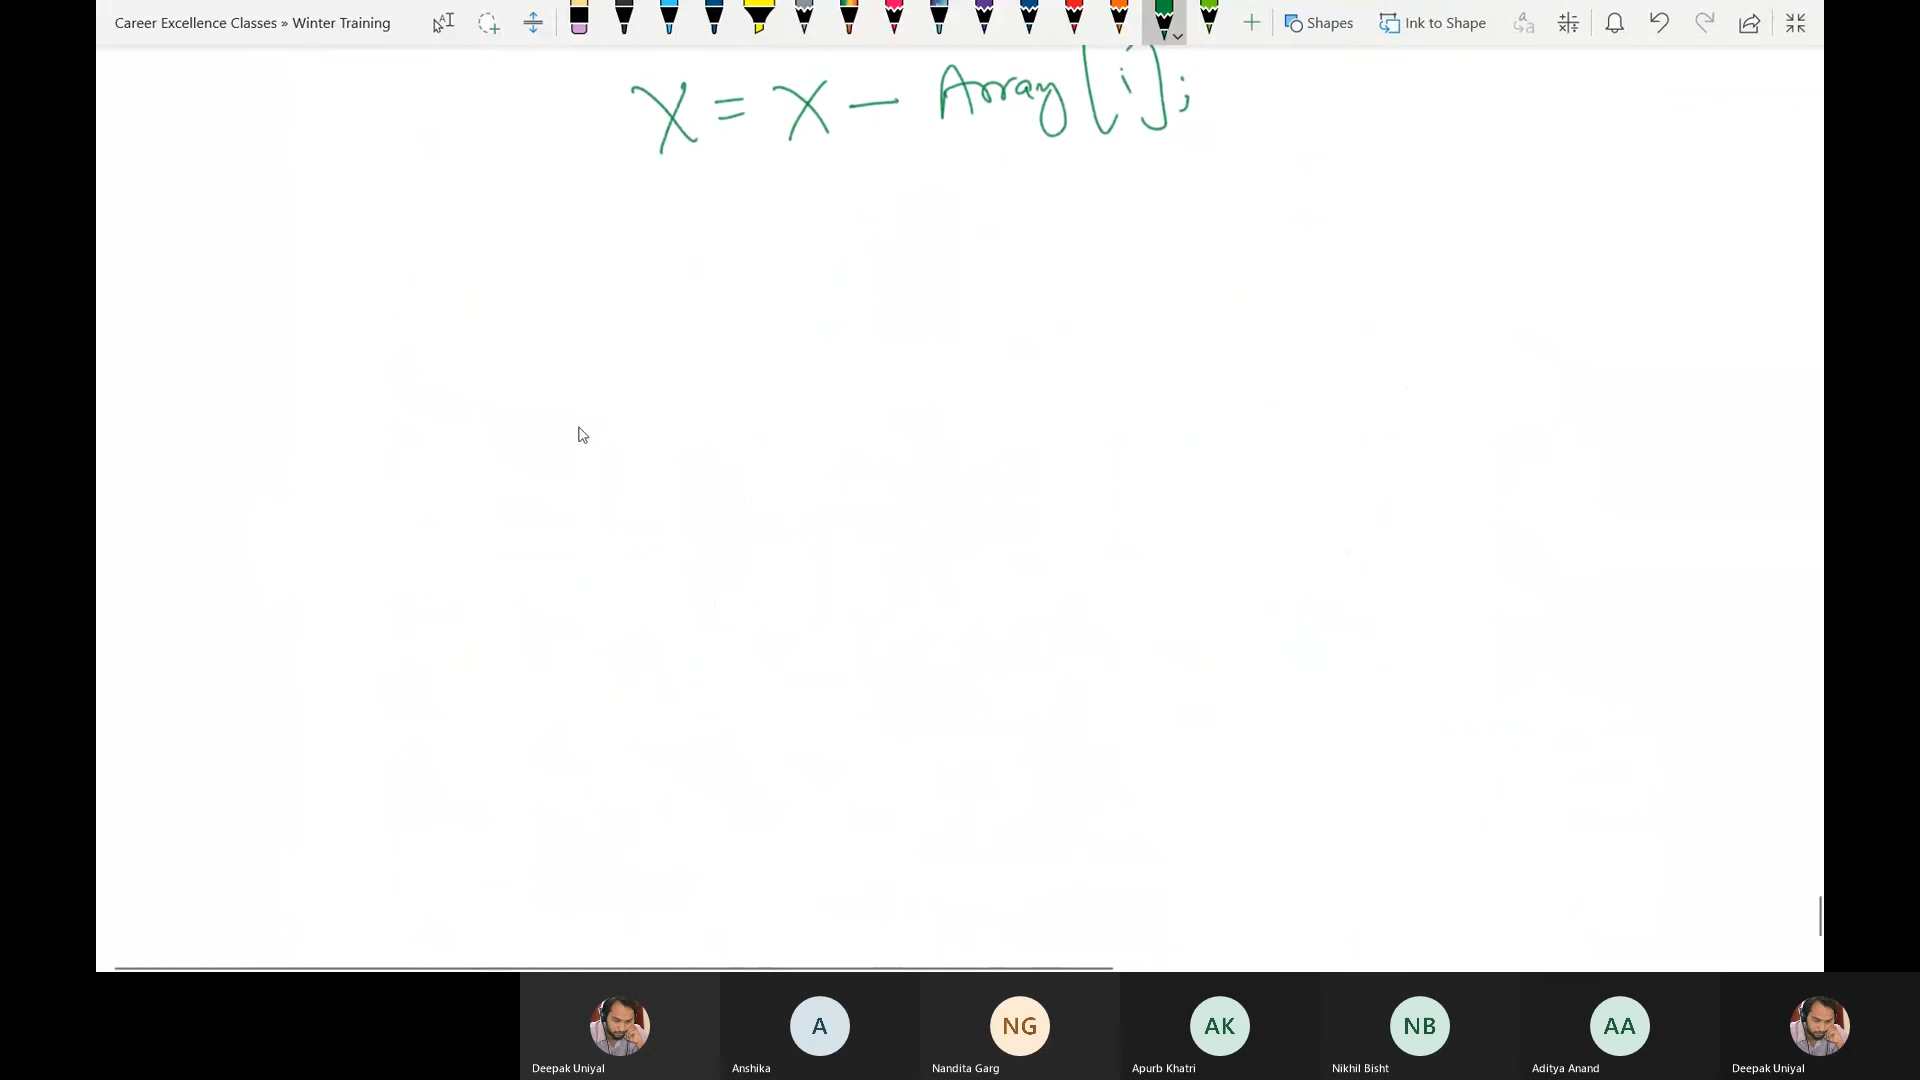 Career Excellence Classes » Winter Training
Shapes
Ink to Shape
X = X - Array [i];
A
NG
AK
NB
AA
Deepak Uniyal
Anshika
Nandita Garg
Apurb Khatri
Nikhil Bisht
Aditya Anand
Deepak Uniyal